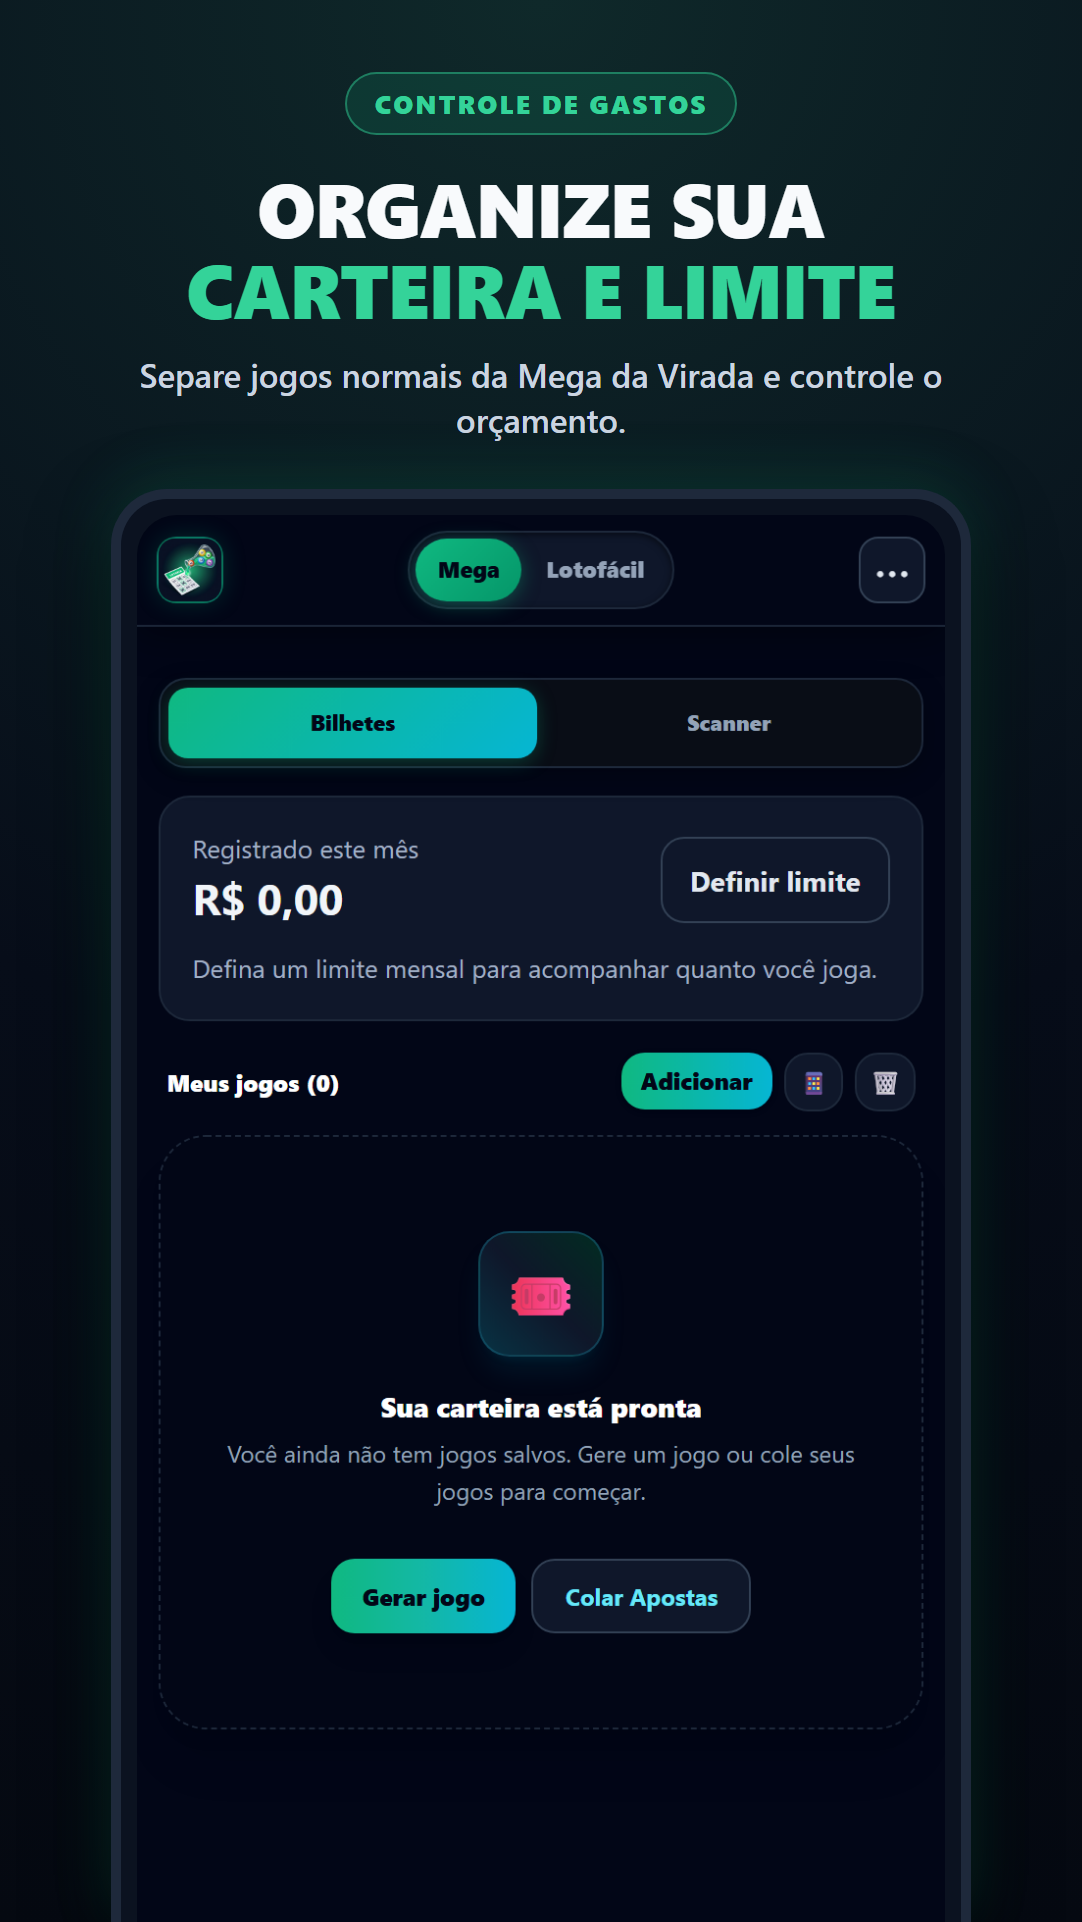 CONTROLE DE GASTOS
ORGANIZE SUA
CARTEIRA E LIMITE
Separe jogos normais da Mega da Virada e controle o
orçamento.
Mega
Lotofácil
Bilhetes
Scanner
Registrado este mês
R$ 0,00
Definir limite
Defina um limite mensal para acompanhar quanto você joga.
Meus jogos (0)
Adicionar
Sua carteira está pronta
Você ainda não tem jogos salvos. Gere um jogo ou cole seus
jogos para começar.
Gerar jogo
Colar Apostas